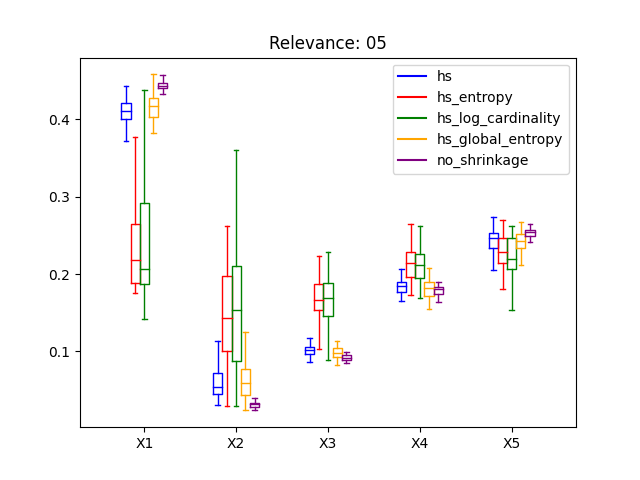 Relevance: 05
hs
hs_entropy
hs_log_cardinality
hs_global_entropy
no_shrinkage
0.4
0.3
0.2
0.1
X1 X2 X3 X4 X5